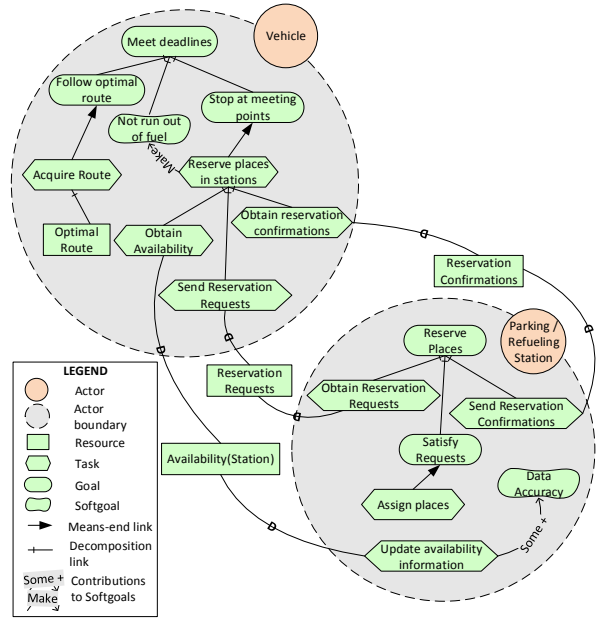 Vehicle
Meet deadlines
Follow optimal
route
Not run out
of fuel
Stop at meeting
points
Make
Acquire Route
Reserve places
in stations
Optimal
Route
Obtain
Availability
Obtain reservation
confirmations
Send Reservation
Requests
D
D
D
Reservation
Confirmations
D
Parking /
Refueling
Station
Reserve
Places
Reservation
Requests
D
Obtain Reservation
Requests
Send Reservation
Confirmations
Satisfy
Requests
Availability(Station)
Data
Accuracy
Assign places
D
Some +
Update availability
information
LEGEND
Actor
Actor
boundary
Resource
Task
Goal
Softgoal
Means-end link
Decomposition
link
Some +
Make
Contributions
to Softgoals